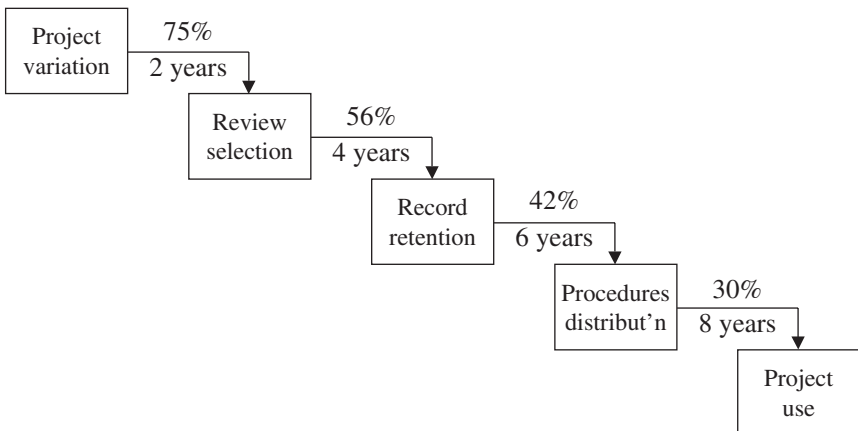 Project
variation
75%
2 years
Review
selection
56%
4 years
Record
retention
42%
6 years
Procedures
distribut'n
30%
8 years
Project
use